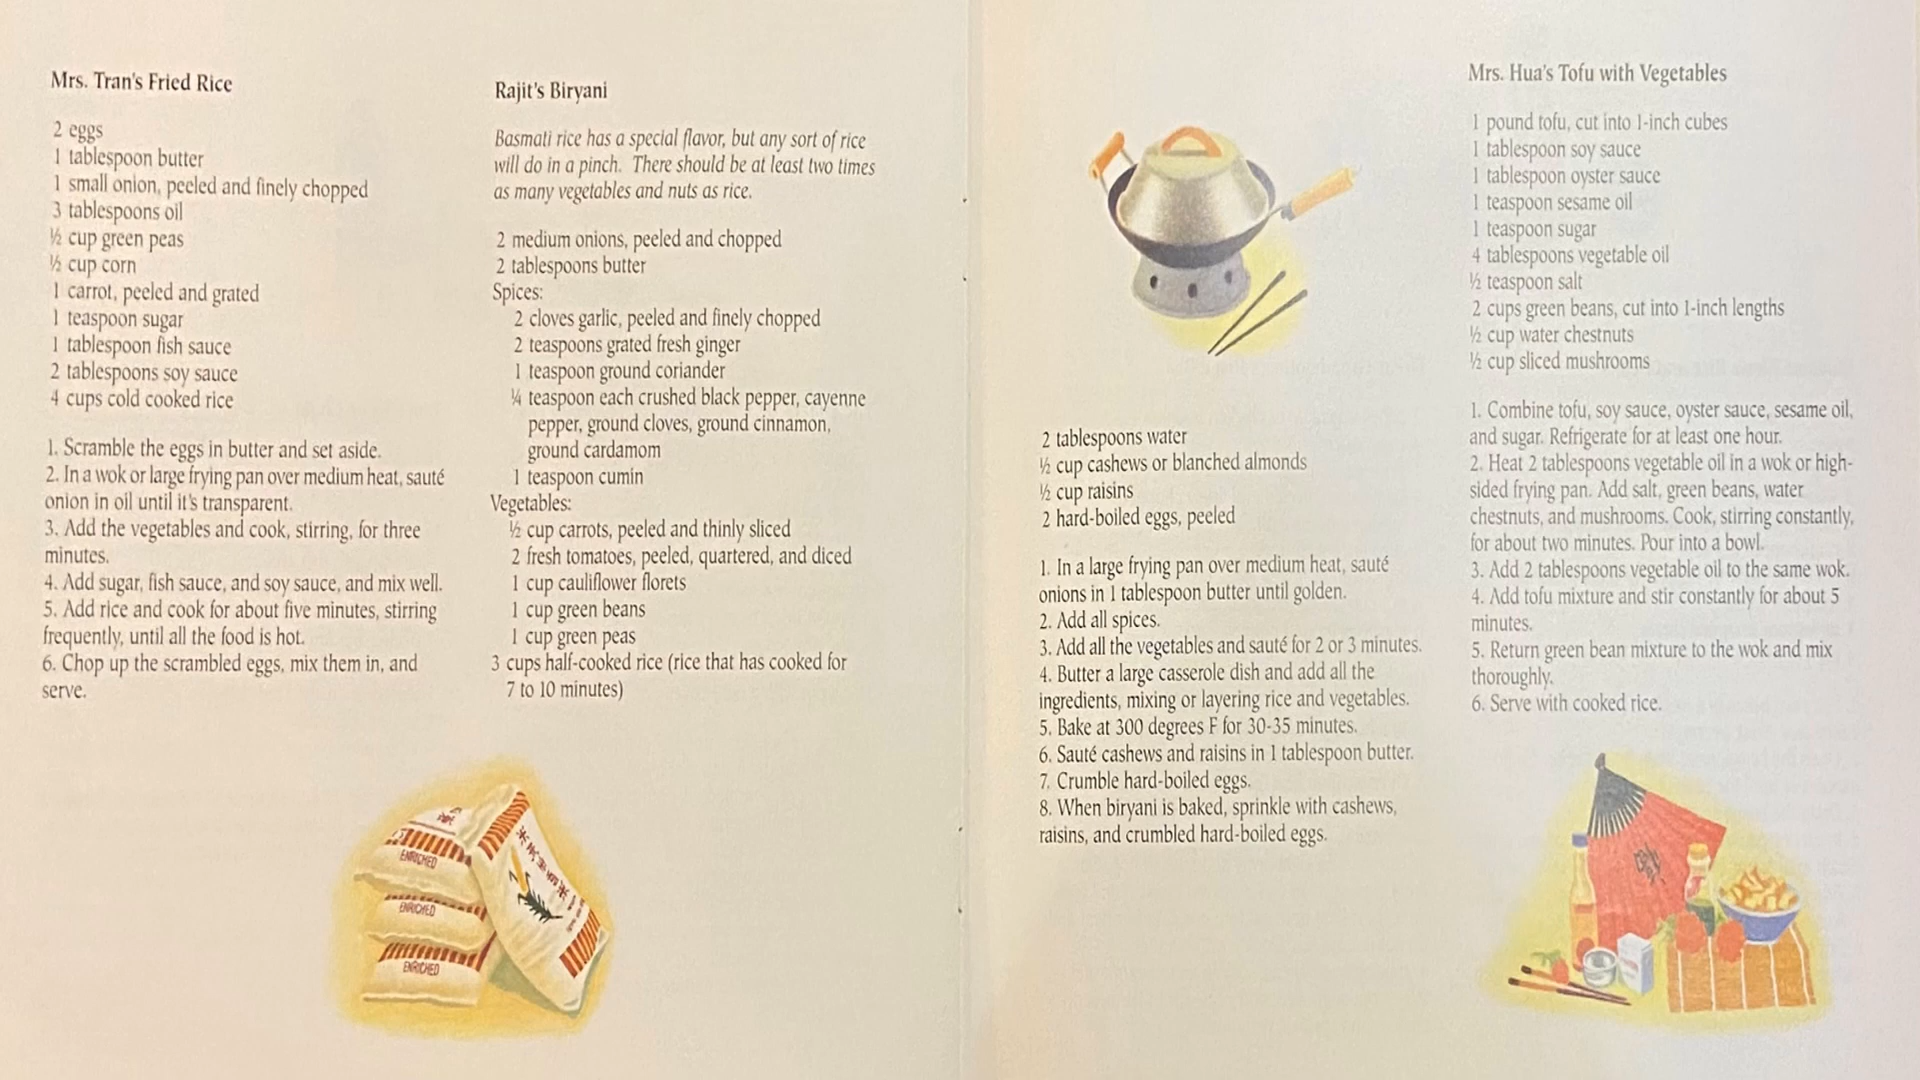 Mrs. Tran's Fried Rice
2 eggs
1 tablespoon butter
1 small onion, peeled and finely chopped
3 tablespoons oil
½ cup green peas
½ cup corn
1 carrot, peeled and grated
1 teaspoon sugar
1 tablespoon fish sauce
2 tablespoons soy sauce
4 cups cold cooked rice
1. Scramble the eggs in butter and set aside.
2. In a wok or large frying pan over medium heat, sauté
onion in oil until it's transparent.
3. Add the vegetables and cook, stirring, for three
minutes.
4. Add sugar, fish sauce, and soy sauce, and mix well.
5. Add rice and cook for about five minutes, stirring
frequently, until all the food is hot.
6. Chop up the scrambled eggs, mix them in, and
serve.
Rajit's Biryani
Basmati rice has a special flavor, but any sort of rice
will do in a pinch. There should be at least two times
as many vegetables and nuts as rice.
2 medium onions, peeled and chopped
2 tablespoons butter
Spices:
2 cloves garlic, peeled and finely chopped
2 teaspoons grated fresh ginger
1 teaspoon ground coriander
¼ teaspoon each crushed black pepper, cayenne
pepper, ground cloves, ground cinnamon,
ground cardamom
1 teaspoon cumin
Vegetables:
½ cup carrots, peeled and thinly sliced
2 fresh tomatoes, peeled, quartered, and diced
1 cup cauliflower florets
1 cup green beans
1 cup green peas
3 cups half-cooked rice (rice that has cooked for
7 to 10 minutes)
ENRICHED
ENRICHED
ENRICHED
2 tablespoons water
½ cup cashews or blanched almonds
½ cup raisins
2 hard-boiled eggs, peeled
1. In a large frying pan over medium heat, sauté
onions in 1 tablespoon butter until golden.
2. Add all spices.
3. Add all the vegetables and sauté for 2 or 3 minutes.
4. Butter a large casserole dish and add all the
ingredients, mixing or layering rice and vegetables.
5. Bake at 300 degrees F for 30-35 minutes.
6. Sauté cashews and raisins in 1 tablespoon butter.
7. Crumble hard-boiled eggs.
8. When biryani is baked, sprinkle with cashews,
raisins, and crumbled hard-boiled eggs.
Mrs. Hua's Tofu with Vegetables
1 pound tofu, cut into 1-inch cubes
1 tablespoon soy sauce
1 tablespoon oyster sauce
1 teaspoon sesame oil
1 teaspoon sugar
4 tablespoons vegetable oil
½ teaspoon salt
2 cups green beans, cut into 1-inch lengths
½ cup water chestnuts
½ cup sliced mushrooms
1. Combine tofu, soy sauce, oyster sauce, sesame oil,
and sugar. Refrigerate for at least one hour.
2. Heat 2 tablespoons vegetable oil in a wok or high-
sided frying pan. Add salt, green beans, water
chestnuts, and mushrooms. Cook, stirring constantly,
for about two minutes. Pour into a bowl.
3. Add 2 tablespoons vegetable oil to the same wok.
4. Add tofu mixture and stir constantly for about 5
minutes.
5. Return green bean mixture to the wok and mix
thoroughly.
6. Serve with cooked rice.